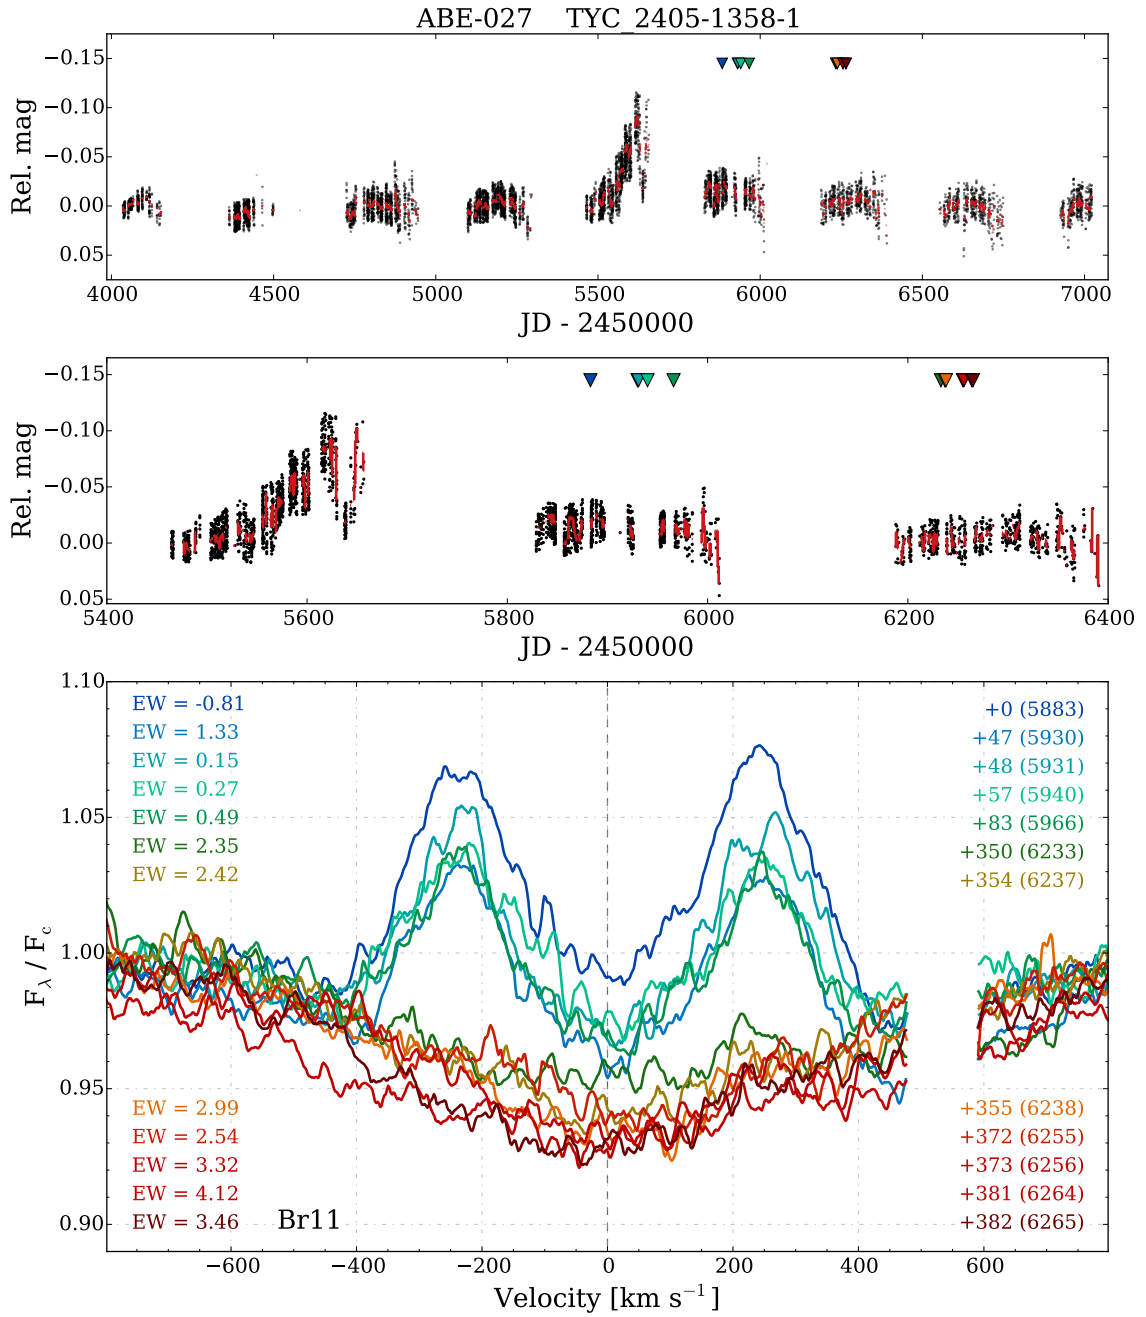 ABE-027 TYC_2405-1358-1
Rel. mag
−0.15
−0.10
−0.05
0.00
0.05
4000 4500 5000 5500 6000 6500 7000
JD - 2450000
Rel. mag
−0.15
−0.10
−0.05
0.00
0.05
5400 5600 5800 6000 6200 6400
JD - 2450000
F_λ / F_c
1.10
1.05
1.00
0.95
0.90
EW = -0.81 +0 (5883)
EW = 1.33 +47 (5930)
EW = 0.15 +48 (5931)
EW = 0.27 +57 (5940)
EW = 0.49 +83 (5966)
EW = 2.35 +350 (6233)
EW = 2.42 +354 (6237)
EW = 2.99 +355 (6238)
EW = 2.54 +372 (6255)
EW = 3.32 +373 (6256)
EW = 4.12 +381 (6264)
EW = 3.46 +382 (6265)
Br11
−600 −400 −200 0 200 400 600
Velocity [km s⁻¹]